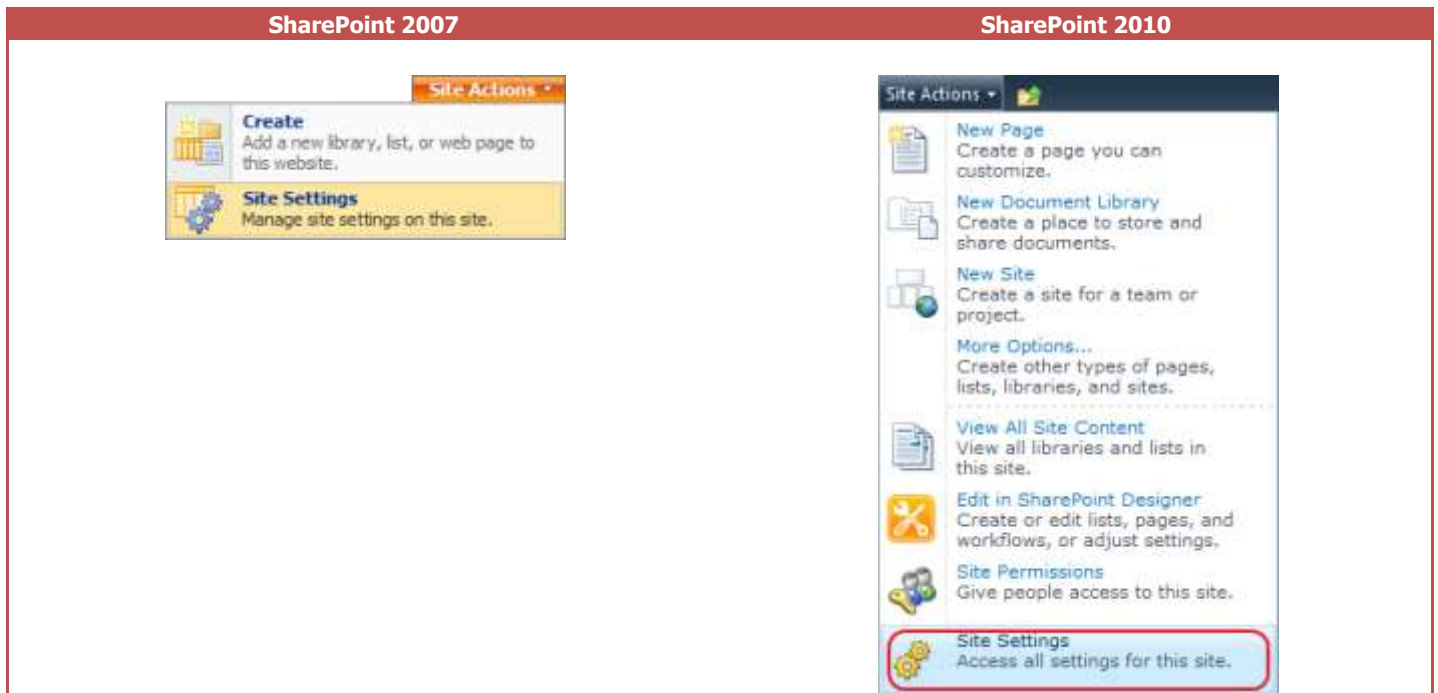 SharePoint 2007
SharePoint 2010
Site Actions
Create
Add a new library, list, or web page to
this website.
Site Settings
Manage site settings on this site.
Site Actions
New Page
Create a page you can
customize.
New Document Library
Create a place to store and
share documents.
New Site
Create a site for a team or
project.
More Options...
Create other types of pages,
lists, libraries, and sites.
View All Site Content
View all libraries and lists in
this site.
Edit in SharePoint Designer
Create or edit lists, pages, and
workflows, or adjust settings.
Site Permissions
Give people access to this site.
Site Settings
Access all settings for this site.